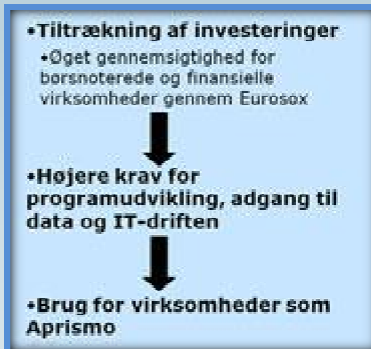 •Tiltrækning af investeringer
•Øget gennemsigtighed for
børsnoterede og finansielle
virksomheder gennem Eurosox
•Højere krav for
programudvikling, adgang til
data og IT-driften
•Brug for virksomheder som
Aprismo